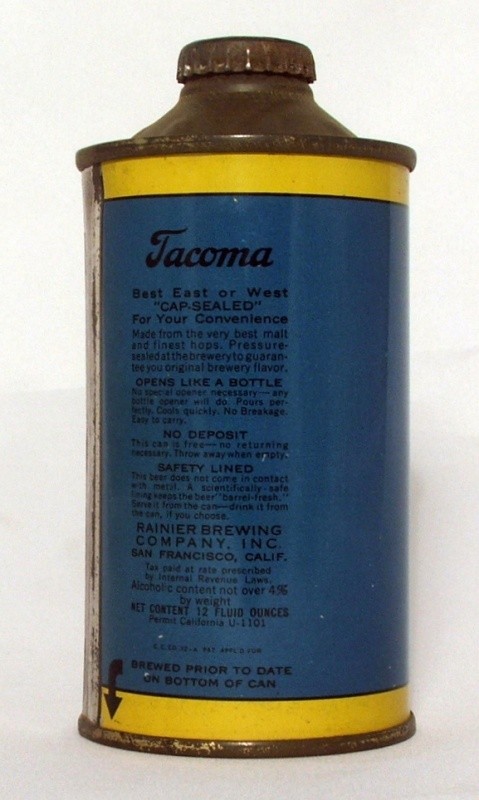 Tacoma
Best East or West
"CAP-SEALED"
For Your Convenience
Made from the very best malt
and finest hops. Pressure-
sealed at the brewery to guaran-
tee you original brewery flavor.
OPENS LIKE A BOTTLE
No special opener necessary—any
bottle opener will do. Pours per-
fectly. Cools quickly. No Breakage.
Easy to carry.
NO DEPOSIT
This can is free—no returning
necessary. Throw away when empty.
SAFETY LINED
This beer does not come in contact
with metal. A scientifically-safe
lining keeps the beer "barrel-fresh."
Serve it from the can—drink it from
the can, if you choose.
RAINIER BREWING
COMPANY, INC.
SAN FRANCISCO, CALIF.
Tax paid at rate prescribed
by Internal Revenue Laws.
Alcoholic content not over 4%
by weight
NET CONTENT 12 FLUID OUNCES
Permit California U-1101
PAT. APPL'D FOR
BREWED PRIOR TO DATE
ON BOTTOM OF CAN